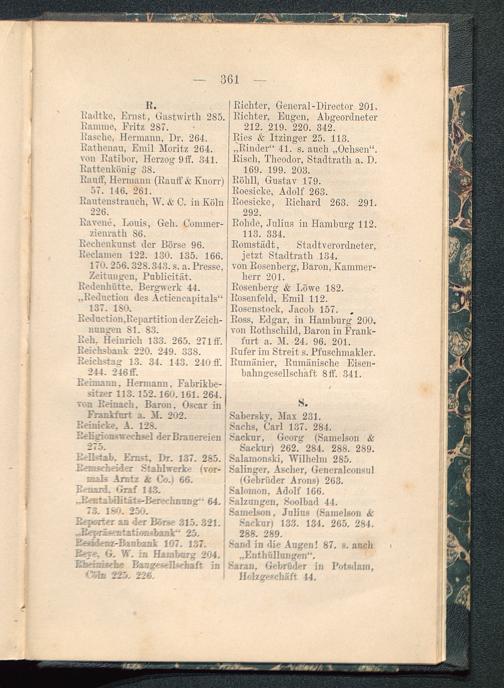 — 361 —
R.
Radtke, Ernst, Gastwirth 285.
Ramme, Fritz 287.
Rasche, Hermann, Dr. 264.
Rathenau, Emil Moritz 264.
von Ratibor, Herzog 9 ff. 341.
Rattenkönig 38.
Rauff, Hermann (Rauff & Knorr)
57. 146. 261.
Rautenstrauch, W. & C. in Köln
226.
Ravené, Louis, Geh. Commer-
zienrath 86.
Rechenkunst der Börse 96.
Reclamen 122. 130. 135. 166.
170. 256. 328. 343. s. a. Presse,
Zeitungen, Publicität.
Redenhütte, Bergwerk 44.
„Reduction des Actiencapitals“
137. 180.
Reduction, Repartition der Zeich-
nungen 81. 83.
Reh, Heinrich 133. 265. 271 ff.
Reichsbank 220. 249. 338.
Reichstag 13. 34. 143. 240 ff.
244. 246 ff.
Reimann, Hermann, Fabrikbe-
sitzer 113. 152. 160. 161. 264.
von Reinach, Baron, Oscar in
Frankfurt a. M. 202.
Reinicke, A. 128.
Religionswechsel der Brauereien
275.
Rellstab, Ernst, Dr. 137. 285.
Remscheider Stahlwerke (vor-
mals Arntz & Co.) 66.
Renard, Graf 143.
„Rentabilitäts-Berechnung“ 64.
73. 180. 250.
Reporter an der Börse 315. 321.
„Repräsentationsbank“ 25.
Residenz-Baubank 107. 137.
Reye, G. W. in Hamburg 204.
Rheinische Baugesellschaft in
Cöln 225. 226.
Richter, General-Director 201.
Richter, Eugen, Abgeordneter
212. 219. 220. 342.
Ries & Itzinger 25. 113.
„Rinder“ 41. s. auch „Ochsen“.
Risch, Theodor, Stadtrath a. D.
169. 199. 203.
Röhll, Gustav 179.
Roesicke, Adolf 263.
Roesicke, Richard 263. 291.
292.
Rohde, Julius in Hamburg 112.
113. 334.
Romstädt, Stadtverordneter,
jetzt Stadtrath 134.
von Rosenberg, Baron, Kammer-
herr 201.
Rosenberg & Löwe 182.
Rosenfeld, Emil 112.
Rosenstock, Jacob 157.
Ross, Edgar, in Hamburg 200.
von Rothschild, Baron in Frank-
furt a. M. 24. 96. 201.
Rufer im Streit s. Pfuschmakler.
Rumänier, Rumänische Eisen-
bahngesellschaft 8 ff. 341.
S.
Sabersky, Max 231.
Sachs, Carl 137. 284.
Sackur, Georg (Samelson &
Sackur) 262. 284. 288. 289.
Salamonski, Wilhelm 285.
Salinger, Ascher, Generalconsul
(Gebrüder Arons) 263.
Salomon, Adolf 166.
Salzungen, Soolbad 44.
Samelson, Julius (Samelson &
Sackur) 133. 134. 265. 284.
288. 289.
Sand in die Augen! 87. s. auch
„Enthüllungen“.
Saran, Gebrüder in Potsdam,
Holzgeschäft 44.